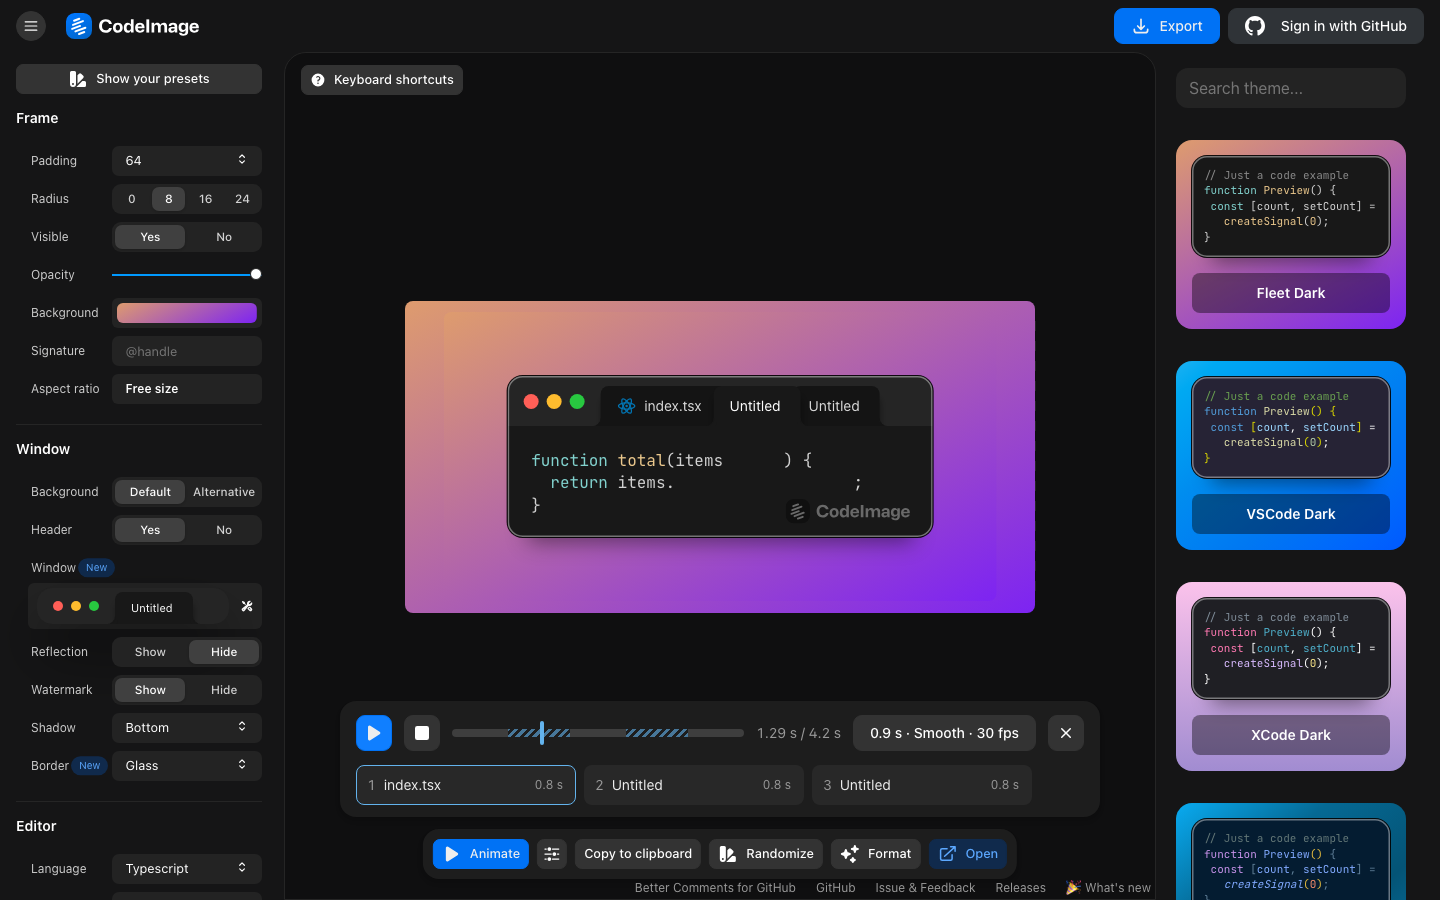 CodeImage
Export
Sign in with GitHub
Show your presets
Keyboard shortcuts
Search theme...
Frame
Padding
64
Radius
0
8
16
24
Visible
Yes
No
Opacity
Background
Signature
@handle
Aspect ratio
Free size
Window
Background
Default
Alternative
Header
Yes
No
Window
New
Untitled
Reflection
Show
Hide
Watermark
Show
Hide
Shadow
Bottom
Border
New
Glass
Editor
Language
Typescript
index.tsx
Untitled
Untitled
function total(items ) {
return items. ;
}
CodeImage
1.29 s / 4.2 s
0.9 s · Smooth · 30 fps
1 index.tsx 0.8 s
2 Untitled 0.8 s
3 Untitled 0.8 s
Animate
Copy to clipboard
Randomize
Format
Open
Better Comments for GitHub
GitHub
Issue & Feedback
Releases
🎉 What's new
// Just a code example
function Preview() {
const [count, setCount] =
createSignal(0);
}
Fleet Dark
// Just a code example
function Preview() {
const [count, setCount] =
createSignal(0);
}
VSCode Dark
// Just a code example
function Preview() {
const [count, setCount] =
createSignal(0);
}
XCode Dark
// Just a code example
function Preview() {
const [count, setCount] =
createSignal(0);
}